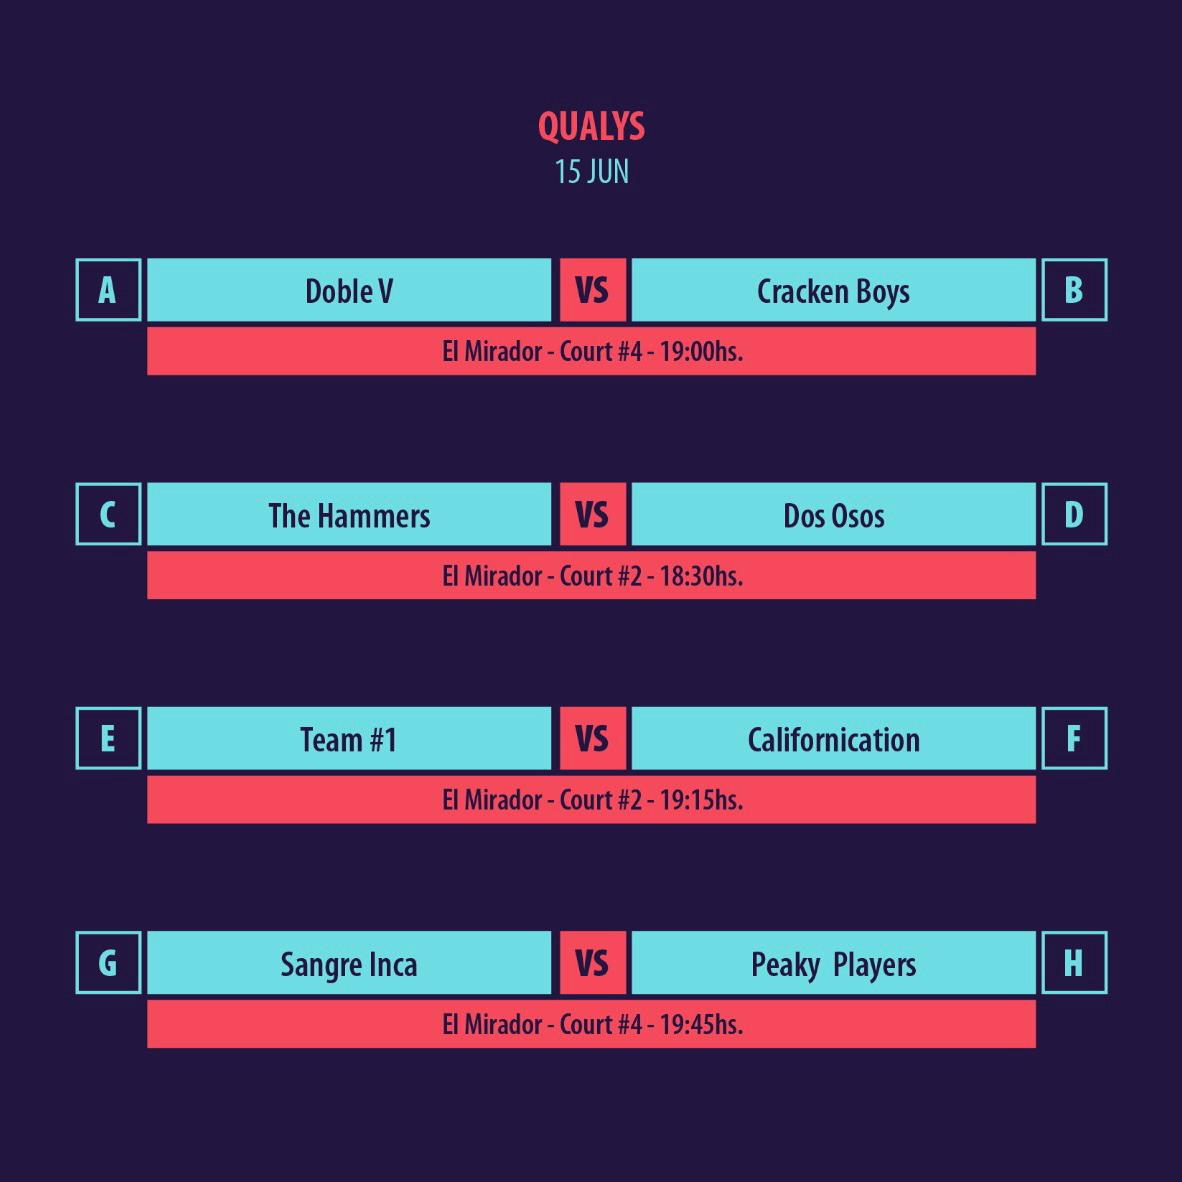 QUALYS
15 JUN
A Doble V VS Cracken Boys B
El Mirador - Court #4 - 19:00hs.
C The Hammers VS Dos Osos D
El Mirador - Court #2 - 18:30hs.
E Team #1 VS Californication F
El Mirador - Court #2 - 19:15hs.
G Sangre Inca VS Peaky  Players H
El Mirador - Court #4 - 19:45hs.